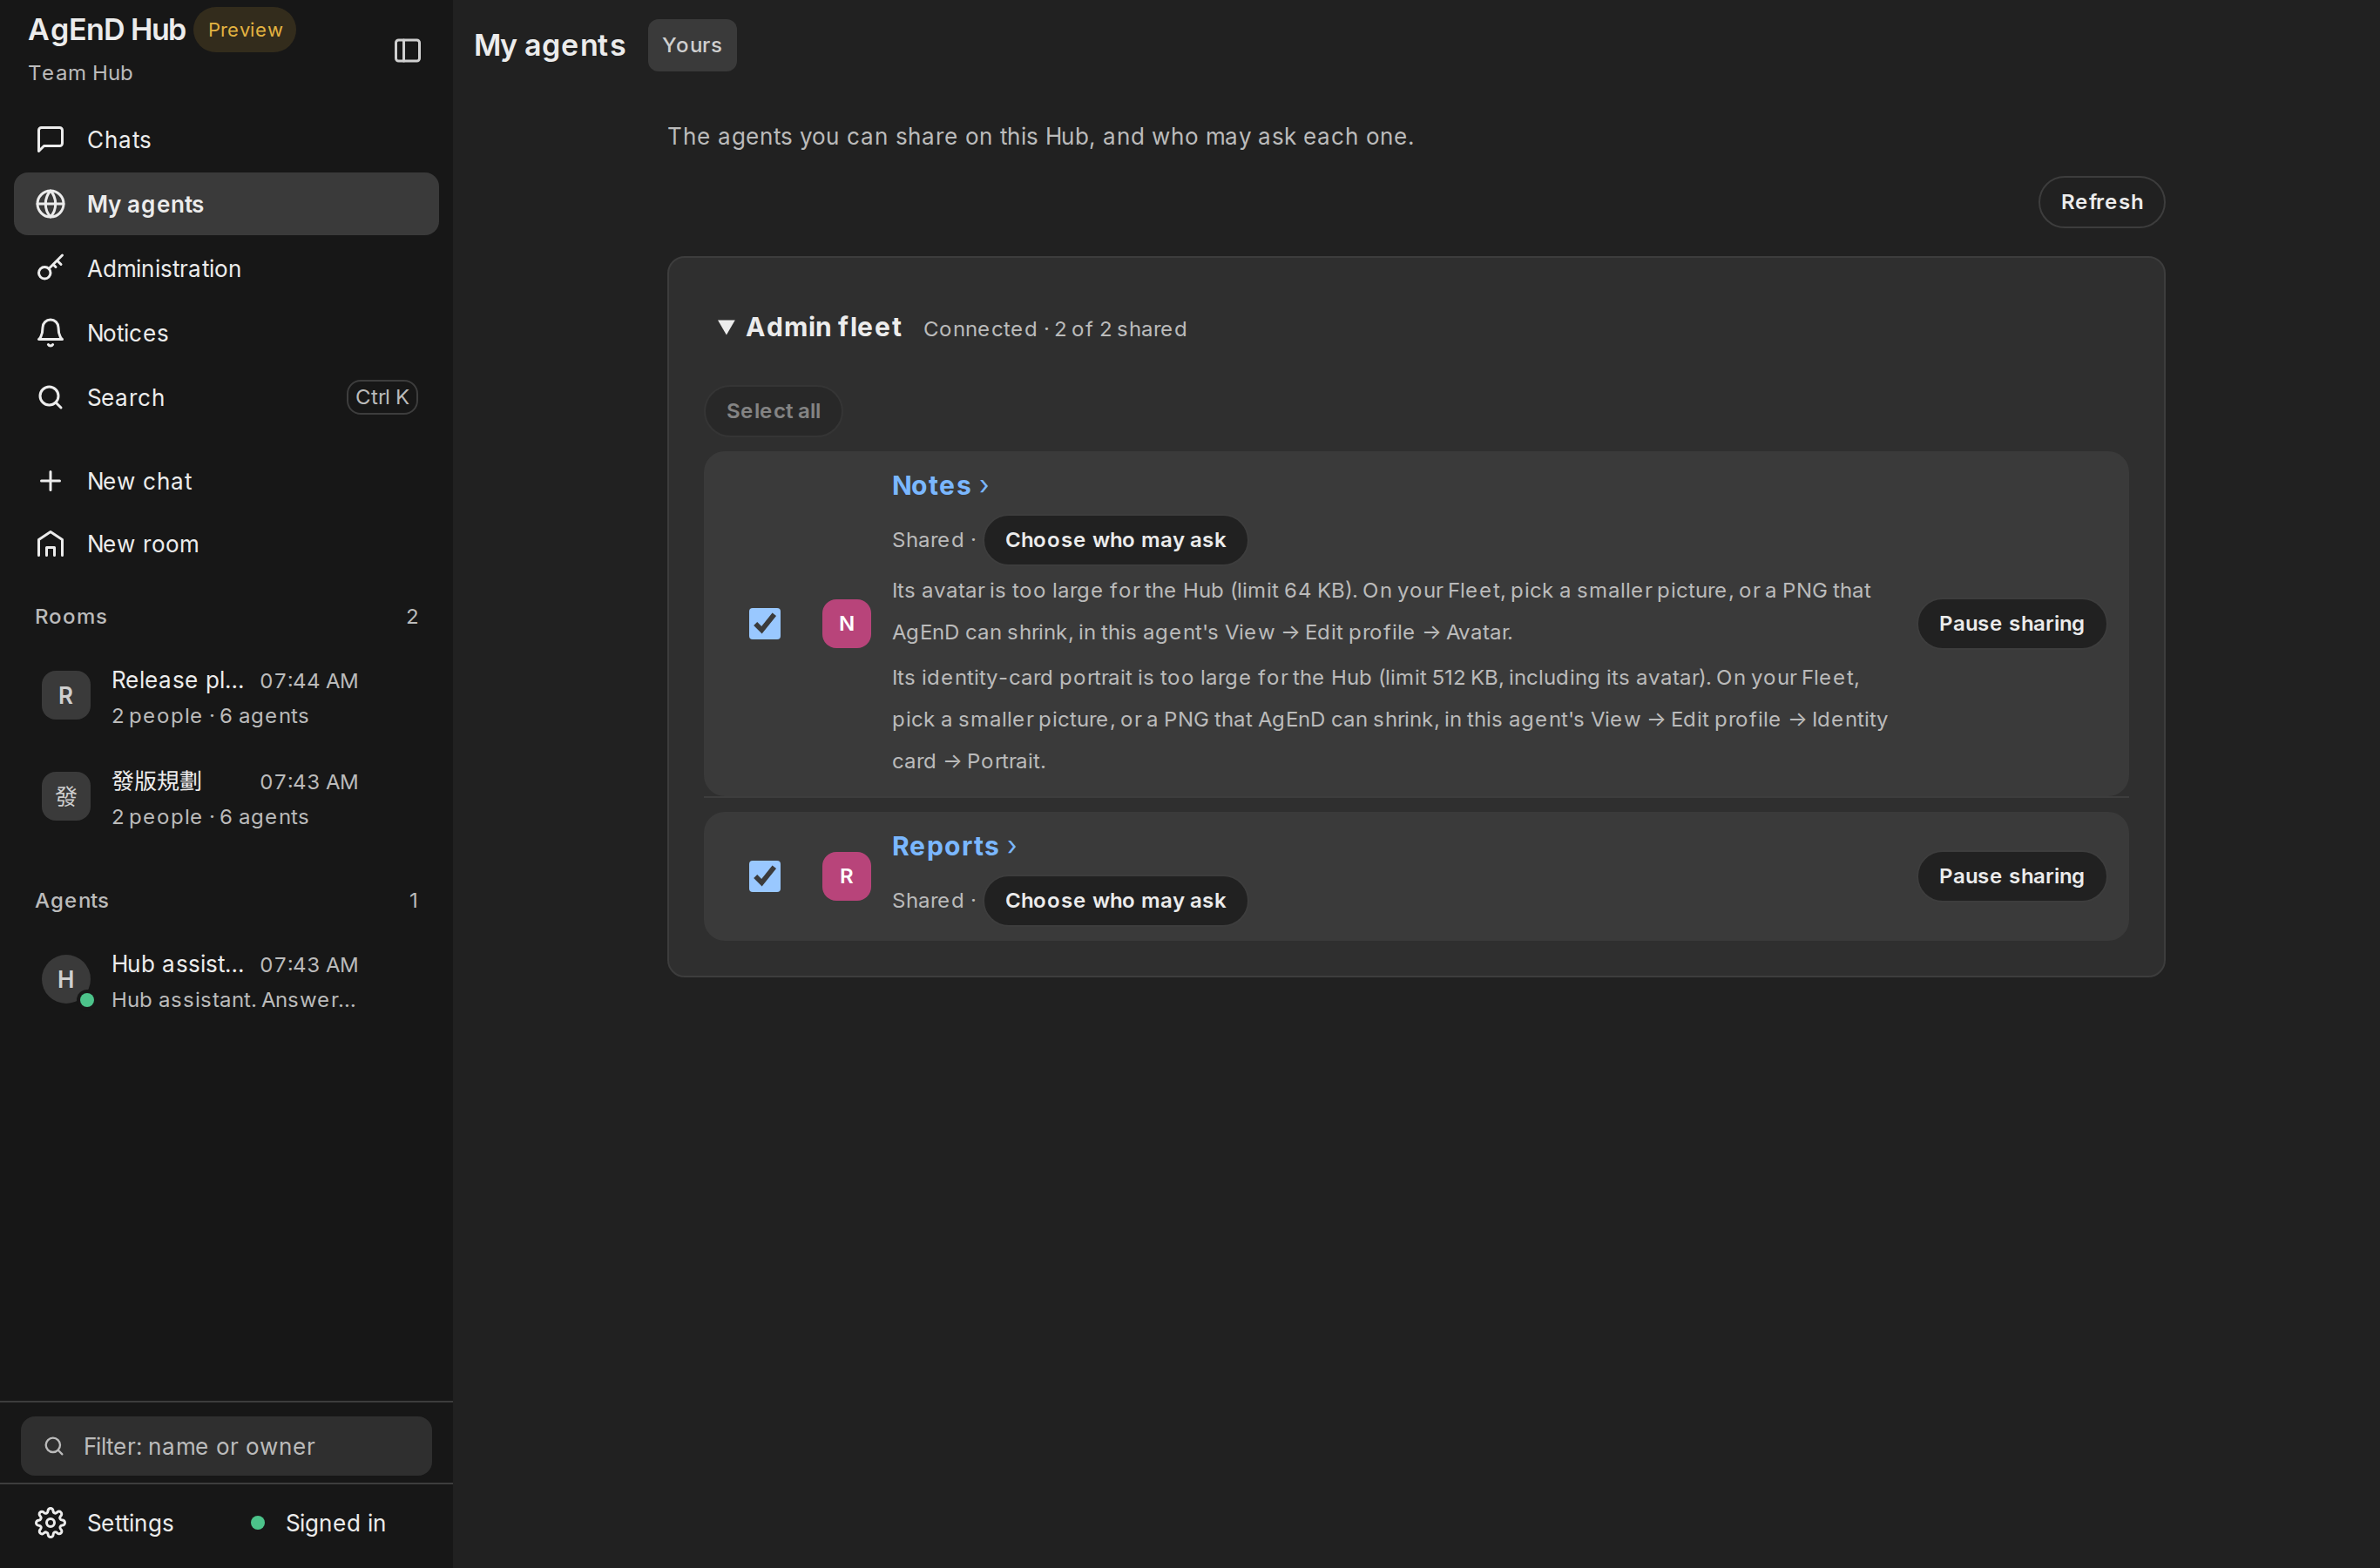 AgEnD Hub Preview
Team Hub
Chats
My agents
Administration
Notices
Search Ctrl K
New chat
New room
Rooms 2
R Release pl... 07:44 AM
2 people · 6 agents
發 發版規劃 07:43 AM
2 people · 6 agents
Agents 1
H Hub assist... 07:43 AM
Hub assistant. Answer...
Filter: name or owner
Settings Signed in
My agents Yours
The agents you can share on this Hub, and who may ask each one.
Refresh
▼ Admin fleet Connected · 2 of 2 shared
Select all
Notes ›
Shared · Choose who may ask
Its avatar is too large for the Hub (limit 64 KB). On your Fleet, pick a smaller picture, or a PNG that
AgEnD can shrink, in this agent's View → Edit profile → Avatar.
N
Pause sharing
Its identity-card portrait is too large for the Hub (limit 512 KB, including its avatar). On your Fleet,
pick a smaller picture, or a PNG that AgEnD can shrink, in this agent's View → Edit profile → Identity
card → Portrait.
Reports ›
R
Shared · Choose who may ask
Pause sharing